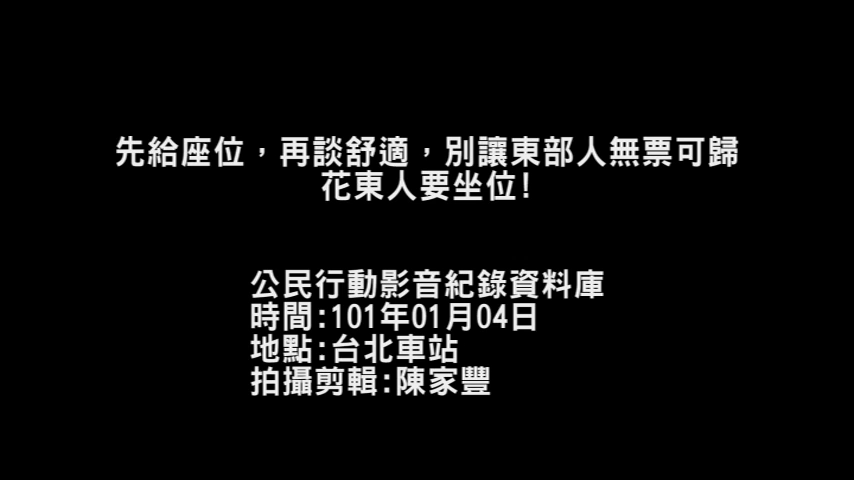 先給座位，再談舒適，別讓東部人無票可歸
花東人要坐位!
公民行動影音紀錄資料庫
時間:101年01月04日
地點:台北車站
拍攝剪輯:陳家豐